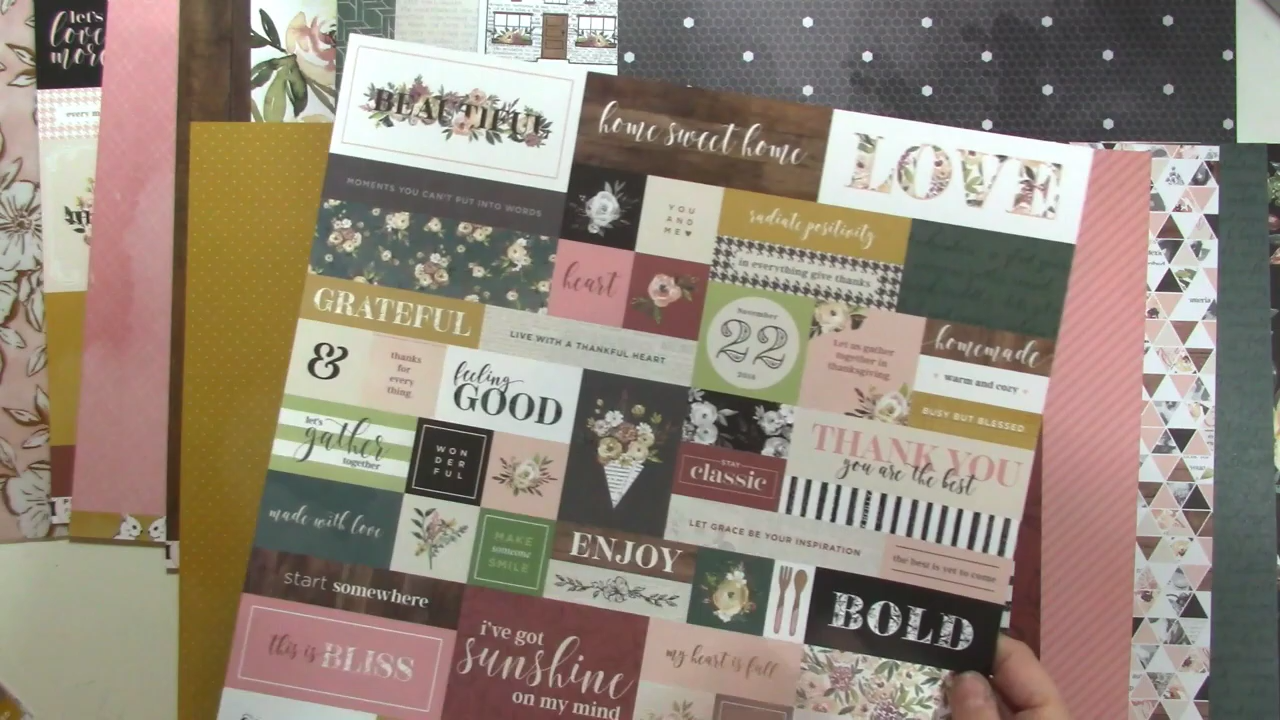 let's
love
more
every
BEAUTIFUL
home sweet home
LOVE
MOMENTS YOU CAN'T PUT INTO WORDS
YOU
AND
ME ♥
radiate positivity
in everything give thanks
heart
GRATEFUL
LIVE WITH A THANKFUL HEART
November
22
2018
Let us gather
together in
thanksgiving.
homemade
warm and cozy
BUSY BUT BLESSED
&
thanks
for
every
thing.
feeling
GOOD
let's
gather
together
WON
DER
FUL
STAY
classic
THANK YOU
you are the best
made with love
MAKE
someone
SMILE
ENJOY
LET GRACE BE YOUR INSPIRATION
the best is yet to come
start somewhere
BOLD
this is BLISS
i've got
sunshine
on my mind
my heart is full